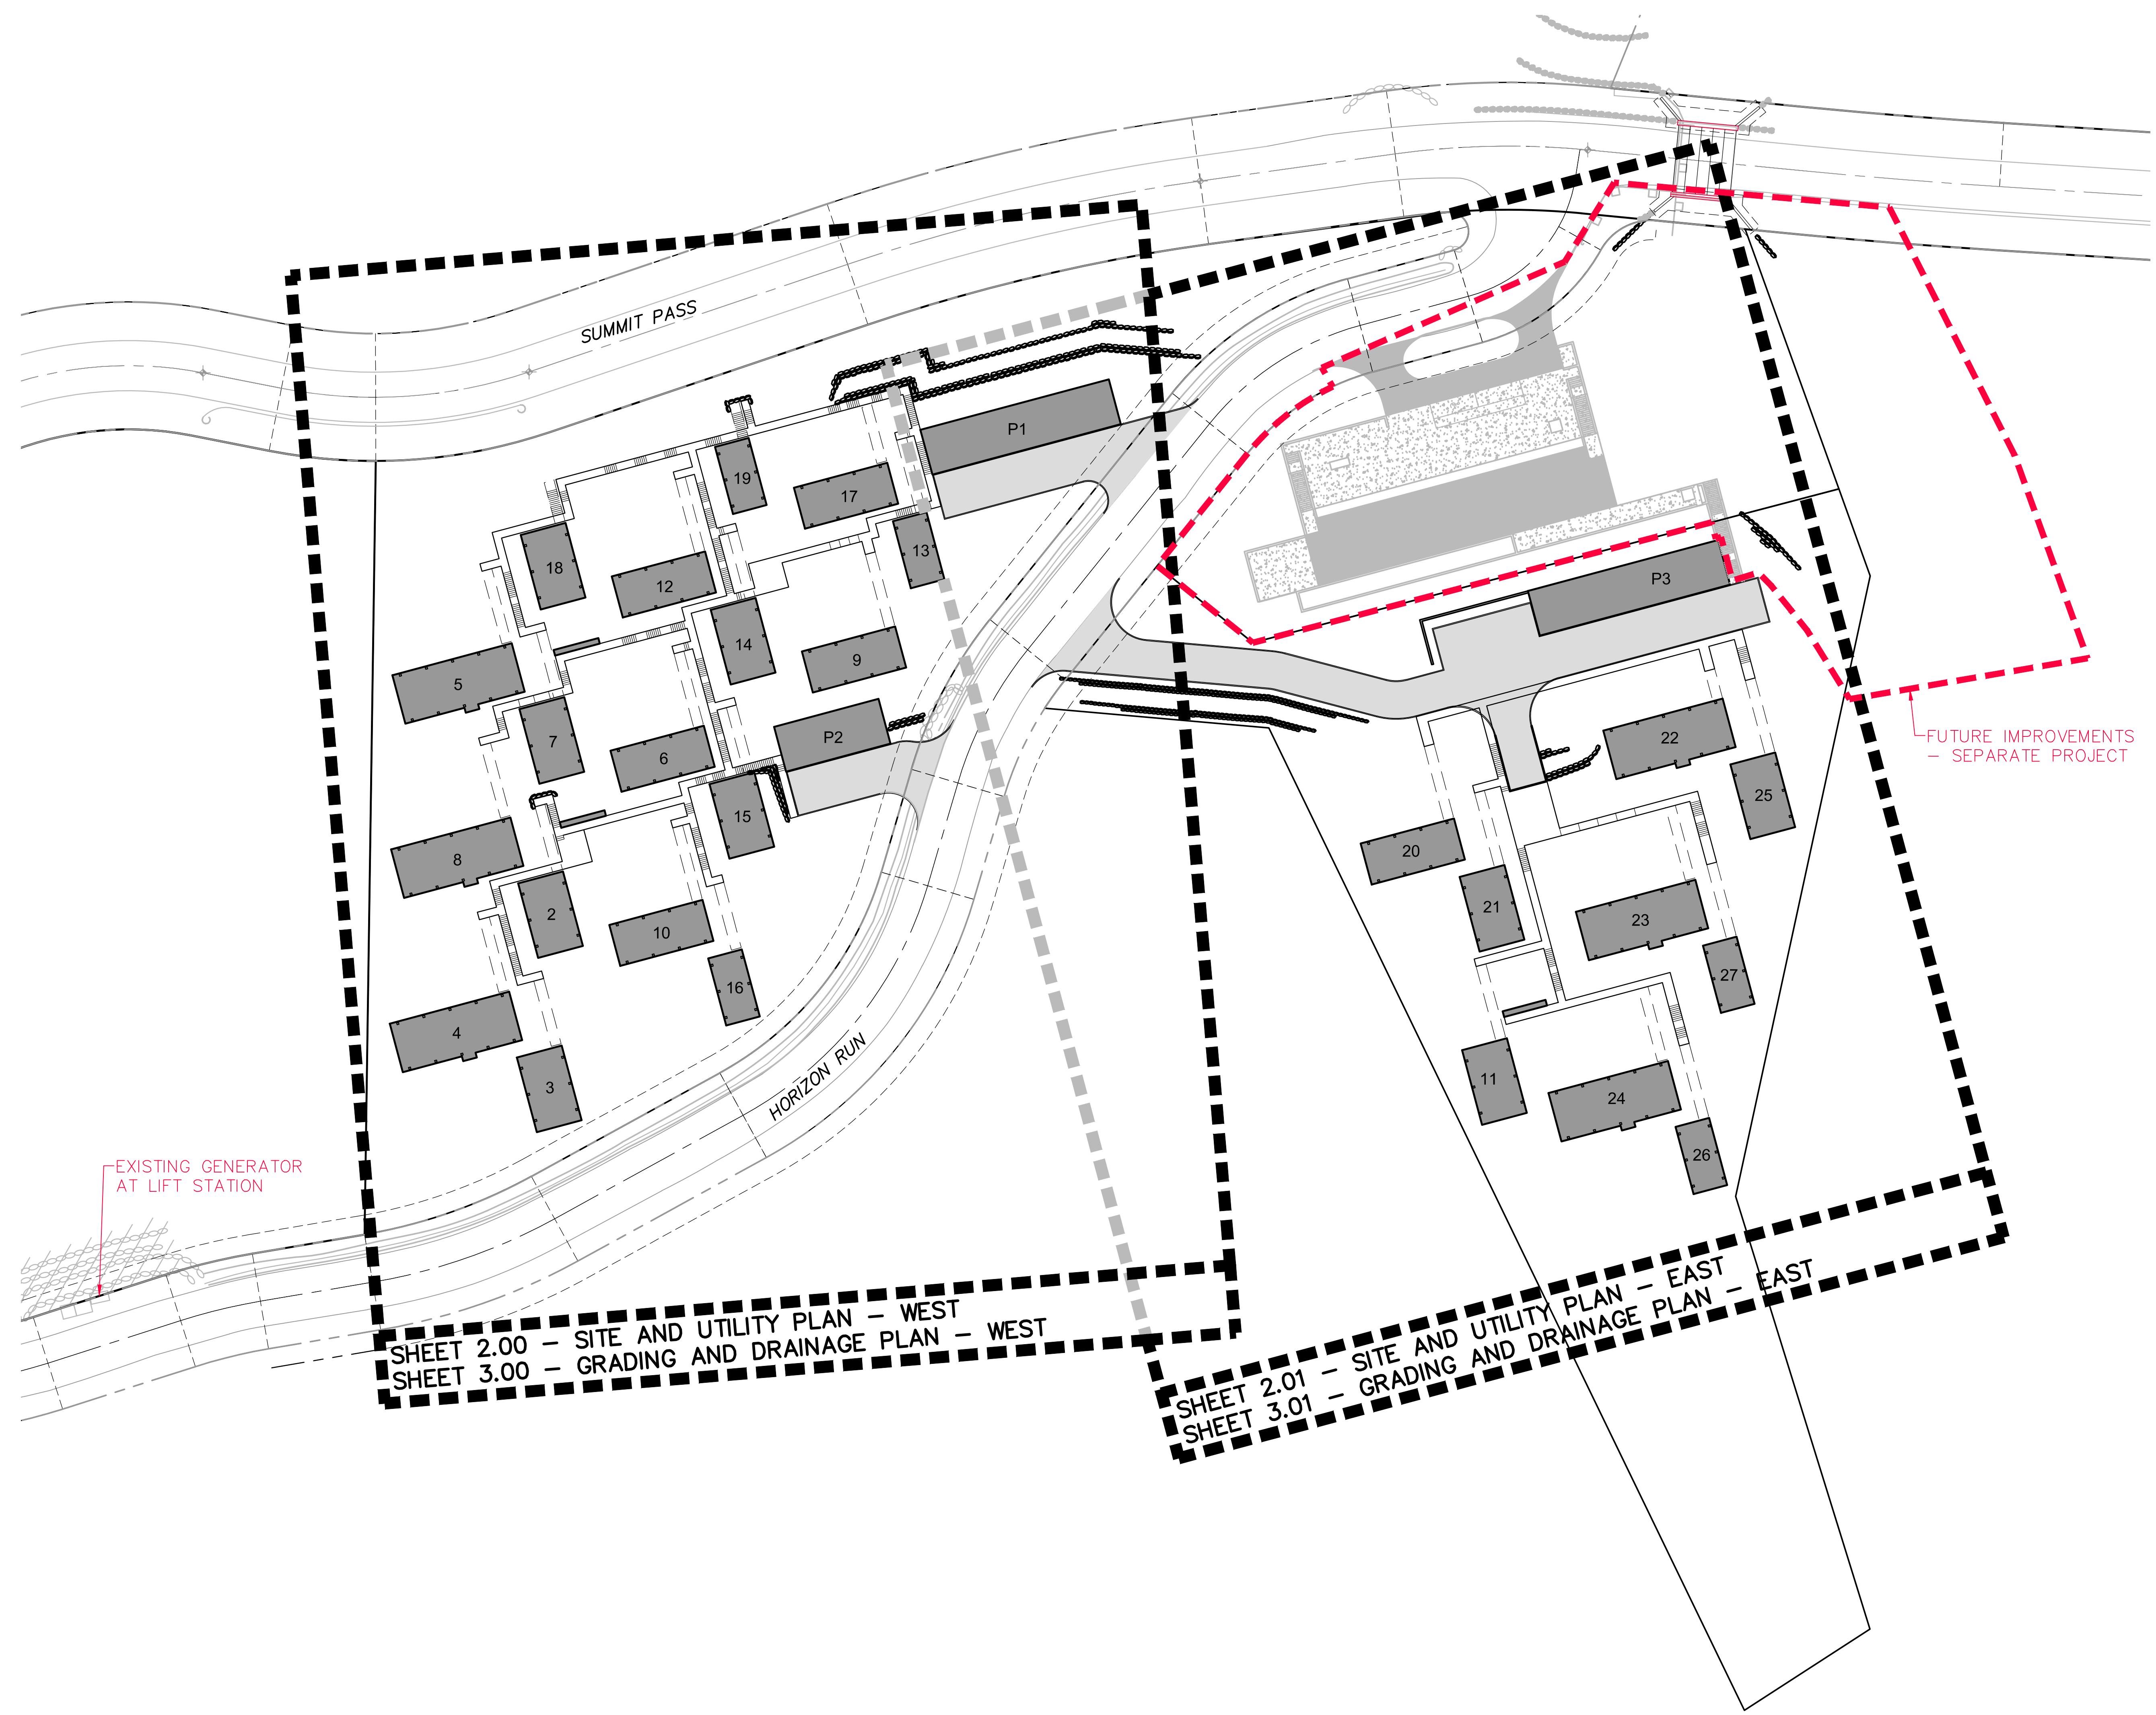 SUMMIT PASS
P1
19
17
13
18
12
P3
14
9
5
7
6
P2
22
25
15
8
20
2
10
21
23
16
27
4
3
11
24
26
HORIZON RUN
FUTURE IMPROVEMENTS
– SEPARATE PROJECT
EXISTING GENERATOR
AT LIFT STATION
SHEET 2.00 – SITE AND UTILITY PLAN – WEST
SHEET 3.00 – GRADING AND DRAINAGE PLAN – WEST
SHEET 2.01 – SITE AND UTILITY PLAN – EAST
SHEET 3.01 – GRADING AND DRAINAGE PLAN – EAST